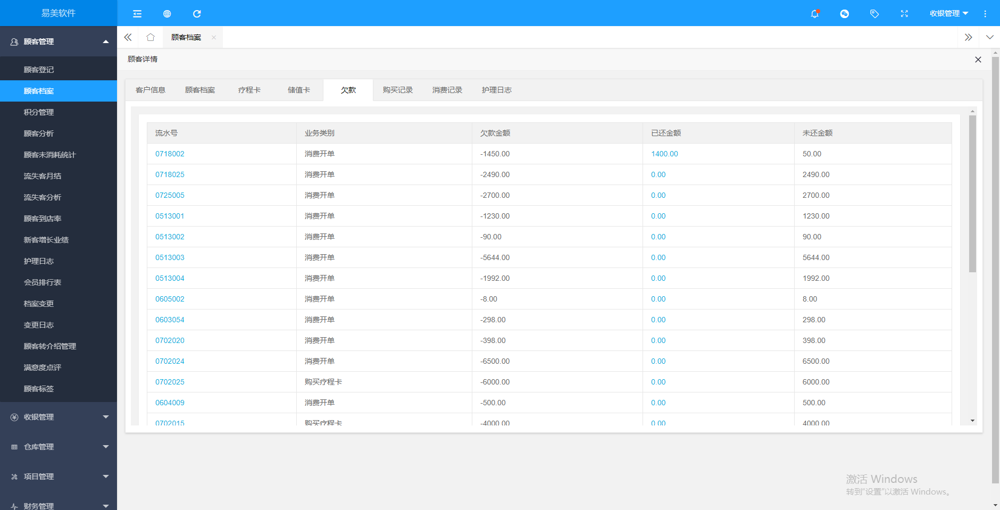 易美软件
收银管理
顾客管理
顾客登记
顾客档案
积分管理
顾客分析
顾客未消耗统计
流失客月结
流失客分析
顾客到店率
新客增长业绩
护理日志
会员排行表
档案变更
变更日志
顾客转介绍管理
满意度点评
顾客标签
收银管理
仓库管理
项目管理
财务管理
顾客档案
顾客详情
客户信息 顾客档案 疗程卡 储值卡 欠款 购买记录 消费记录 护理日志
流水号 业务类别 欠款金额 已还金额 未还金额
0718002 消费开单 -1450.00 1400.00 50.00
0718025 消费开单 -2490.00 0.00 2490.00
0725005 消费开单 -2700.00 0.00 2700.00
0513001 消费开单 -1230.00 0.00 1230.00
0513002 消费开单 -90.00 0.00 90.00
0513003 消费开单 -5644.00 0.00 5644.00
0513004 消费开单 -1992.00 0.00 1992.00
0605002 消费开单 -8.00 0.00 8.00
0603054 消费开单 -298.00 0.00 298.00
0702020 消费开单 -398.00 0.00 398.00
0702024 消费开单 -6500.00 0.00 6500.00
0702025 购买疗程卡 -6000.00 0.00 6000.00
0604009 消费开单 -500.00 0.00 500.00
0702015 购买疗程卡 -4000.00 0.00 4000.00
激活 Windows
转到“设置”以激活 Windows。